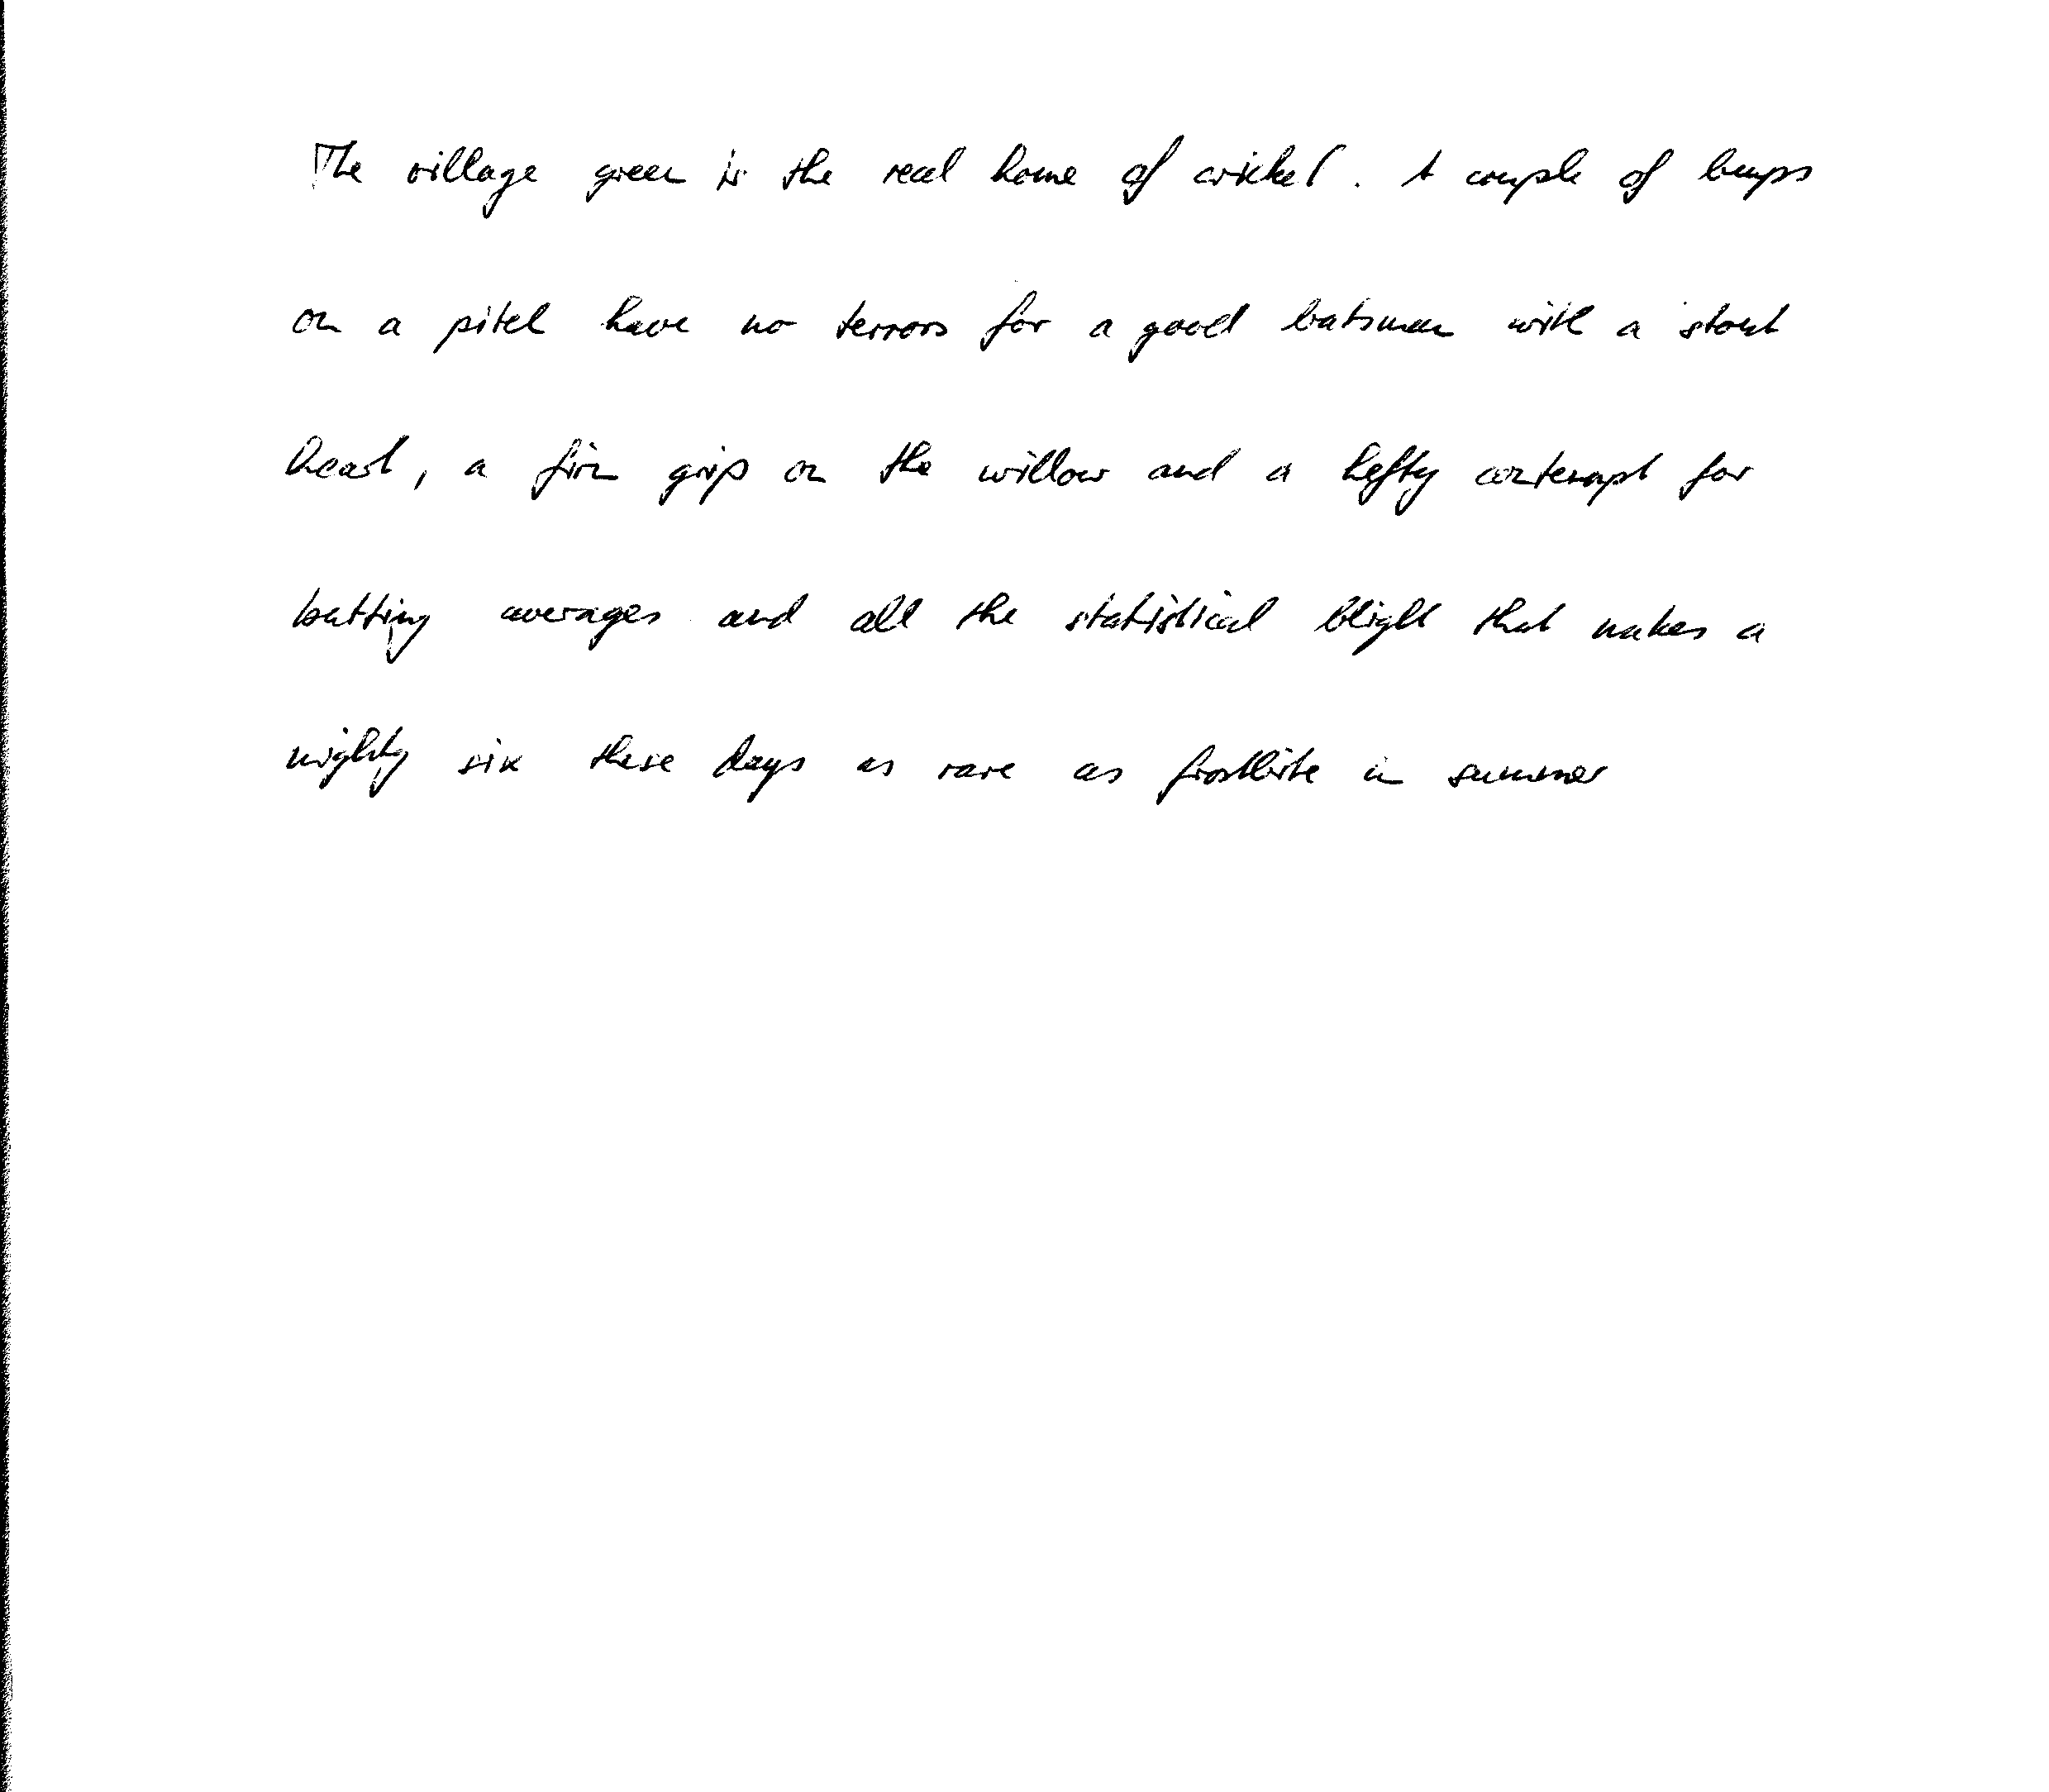 The village green is the real home of cricket. A couple of bumps
on a pitch have no terrors for a good batsman with a stout
heart, a firm grip on the willow and a hefty contempt for
batting averages and all the statistical blight that makes a
mighty six these days as rare as frostbite in summer